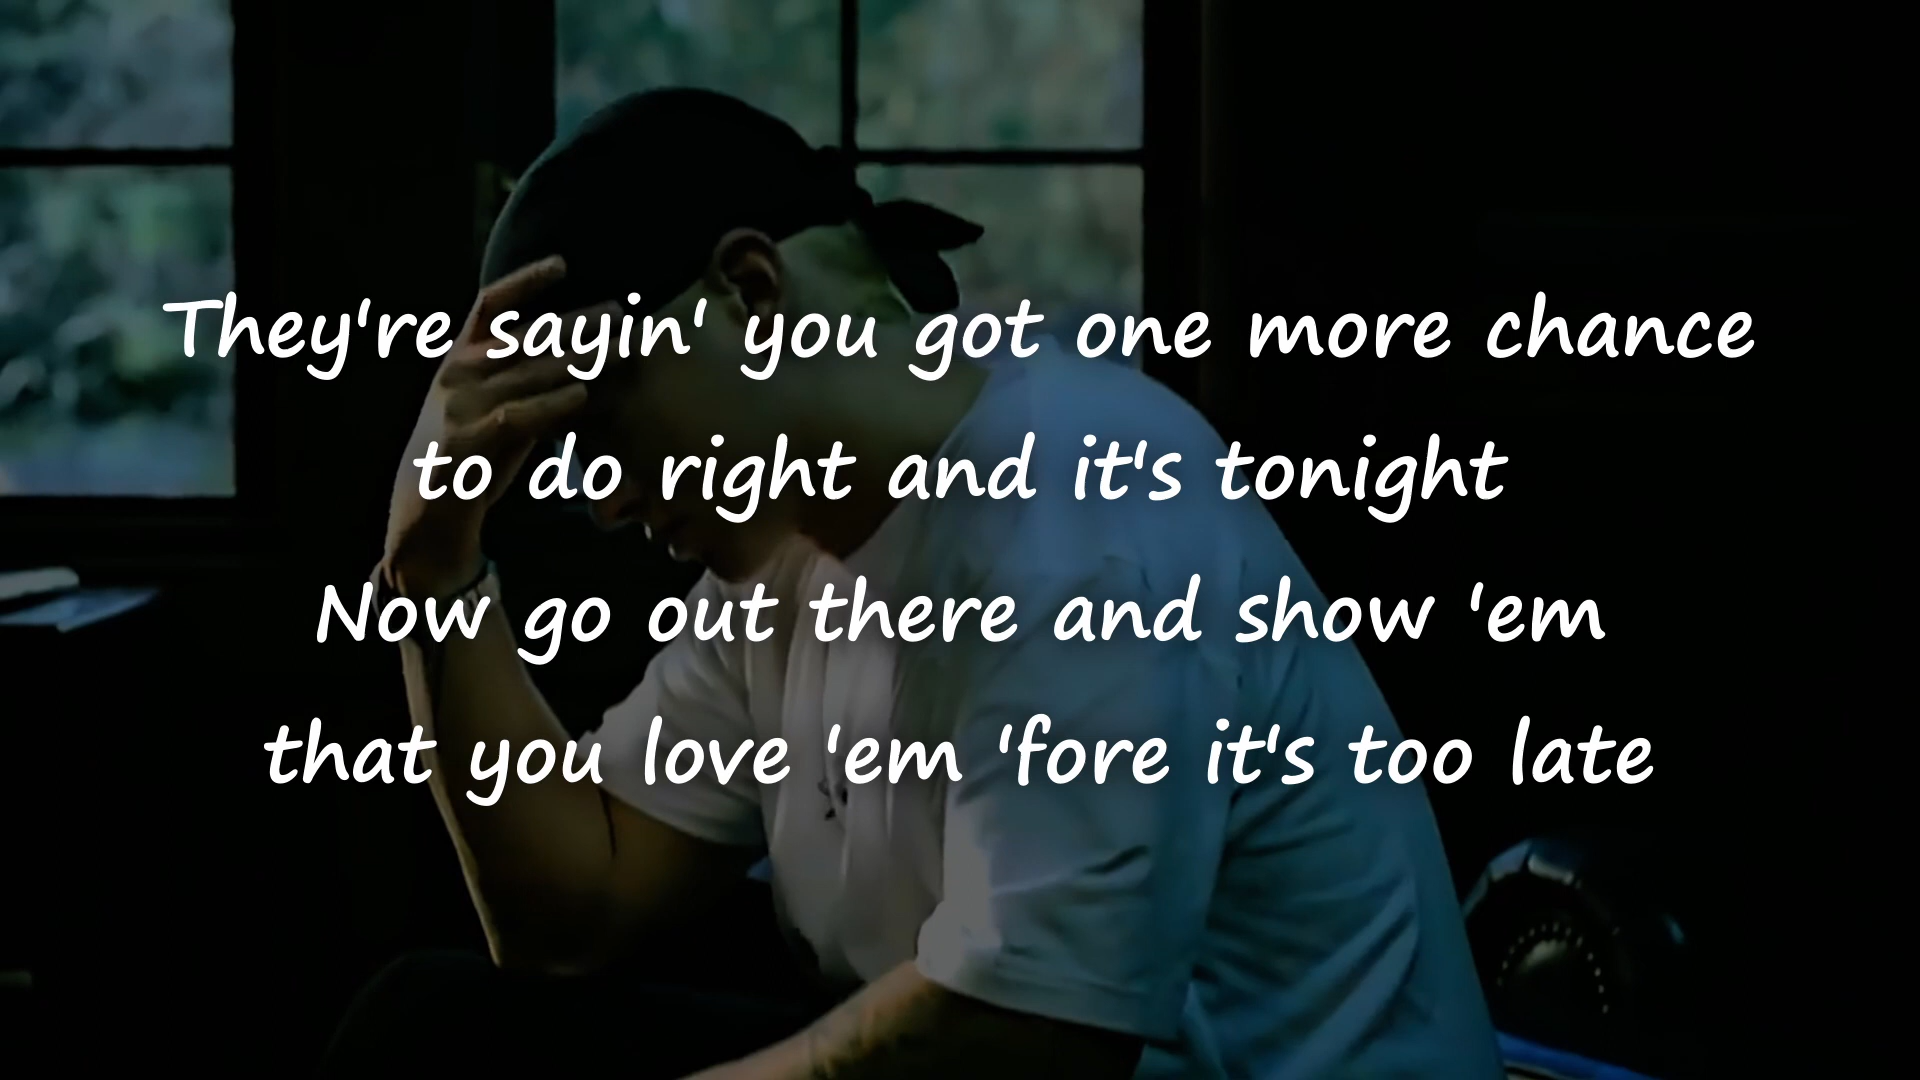 They're sayin' you got one more chance
to do right and it's tonight
Now go out there and show 'em
that you love 'em 'fore it's too late